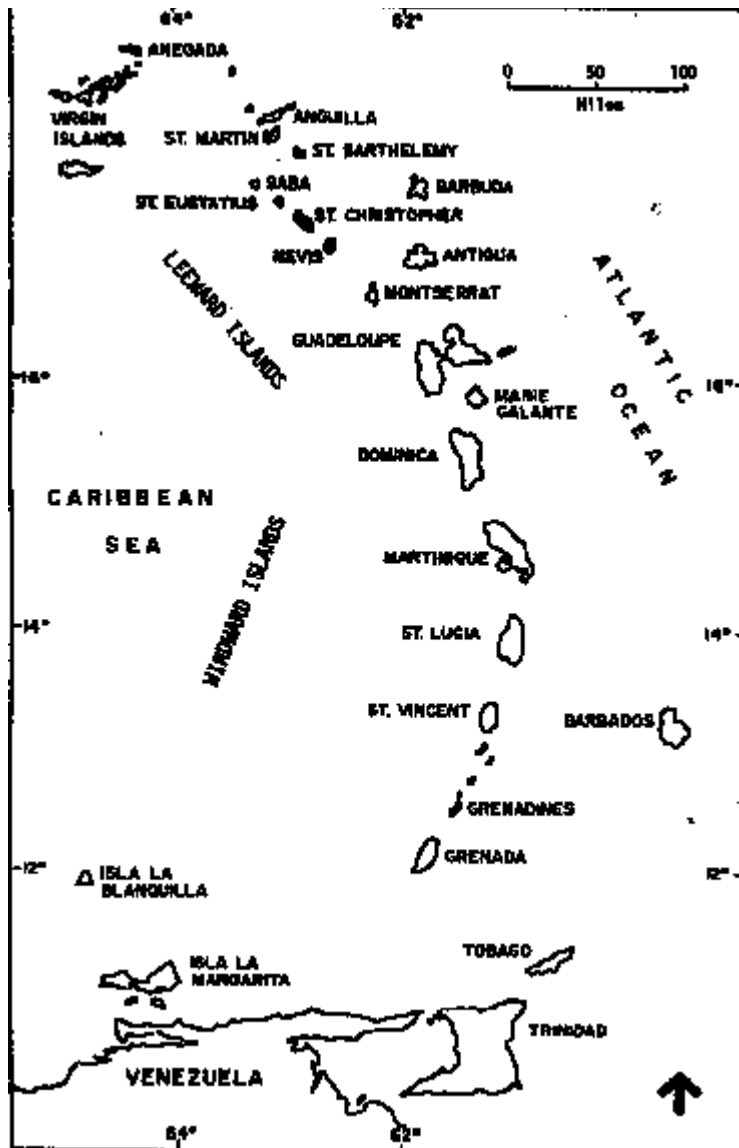 64° 62°
ANEGADA
0 50 100
Miles
VIRGIN
ISLANDS
ANGUILLA
ST. MARTIN
ST. BARTHELEMY
SABA
BARBUDA
ST. EUSTATIUS
ST. CHRISTOPHER
NEVIS
ANTIGUA
MONTSERRAT
LEEWARD ISLANDS
ATLANTIC
OCEAN
GUADELOUPE
16° 16°
MARIE
GALANTE
DOMINICA
CARIBBEAN
SEA
MARTINIQUE
WINDWARD ISLANDS
14° 14°
ST. LUCIA
ST. VINCENT
BARBADOS
GRENADINES
GRENADA
12° 12°
ISLA LA
BLANQUILLA
TOBAGO
ISLA LA
MARGARITA
TRINIDAD
VENEZUELA
64° 62°